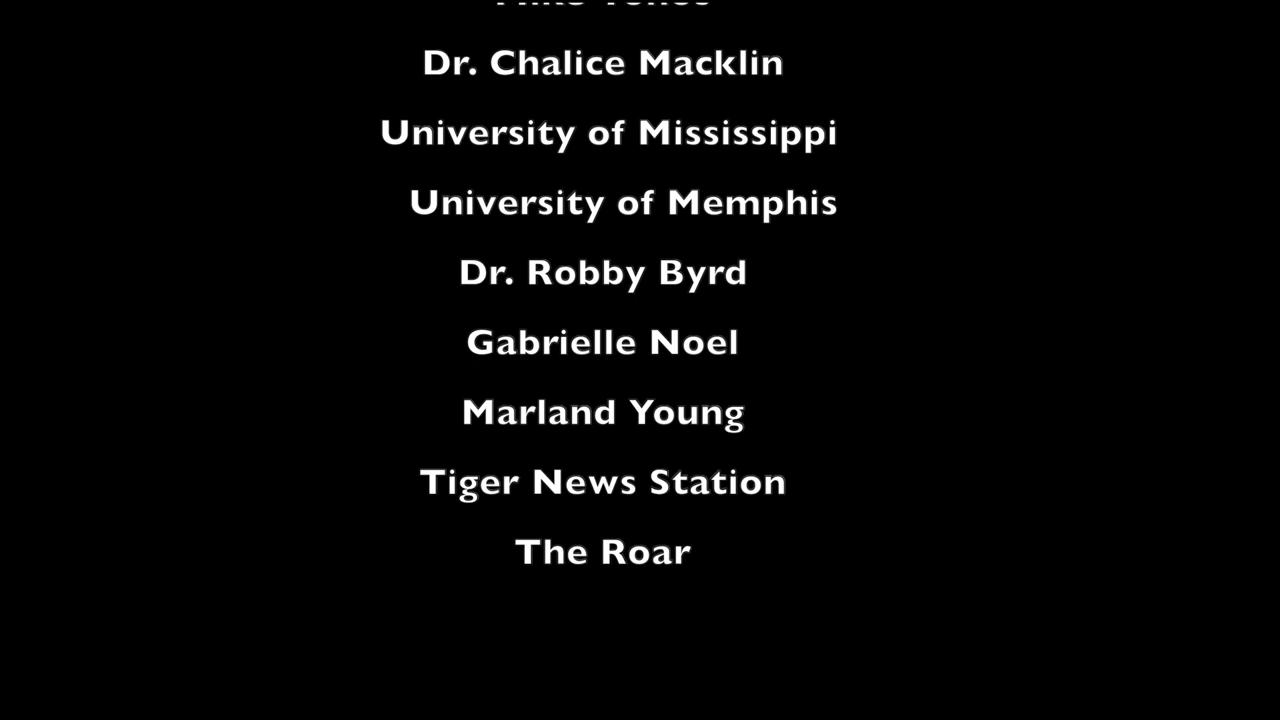 Dr. Chalice Macklin
University of Mississippi
University of Memphis
Dr. Robby Byrd
Gabrielle Noel
Marland Young
Tiger News Station
The Roar